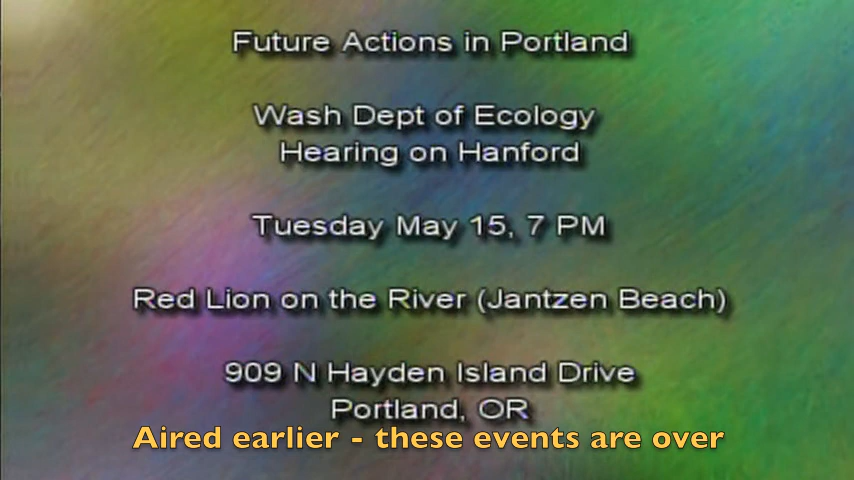 Future Actions in Portland
Wash Dept of Ecology
Hearing on Hanford
Tuesday May 15, 7 PM
Red Lion on the River (Jantzen Beach)
909 N Hayden Island Drive
Portland, OR
Aired earlier - these events are over